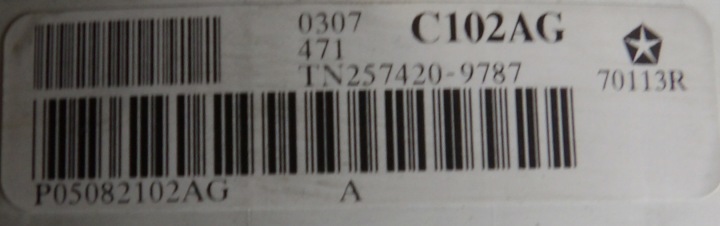 0307 C102AG
471
TN257420-9787
70113R
P05082102AG A